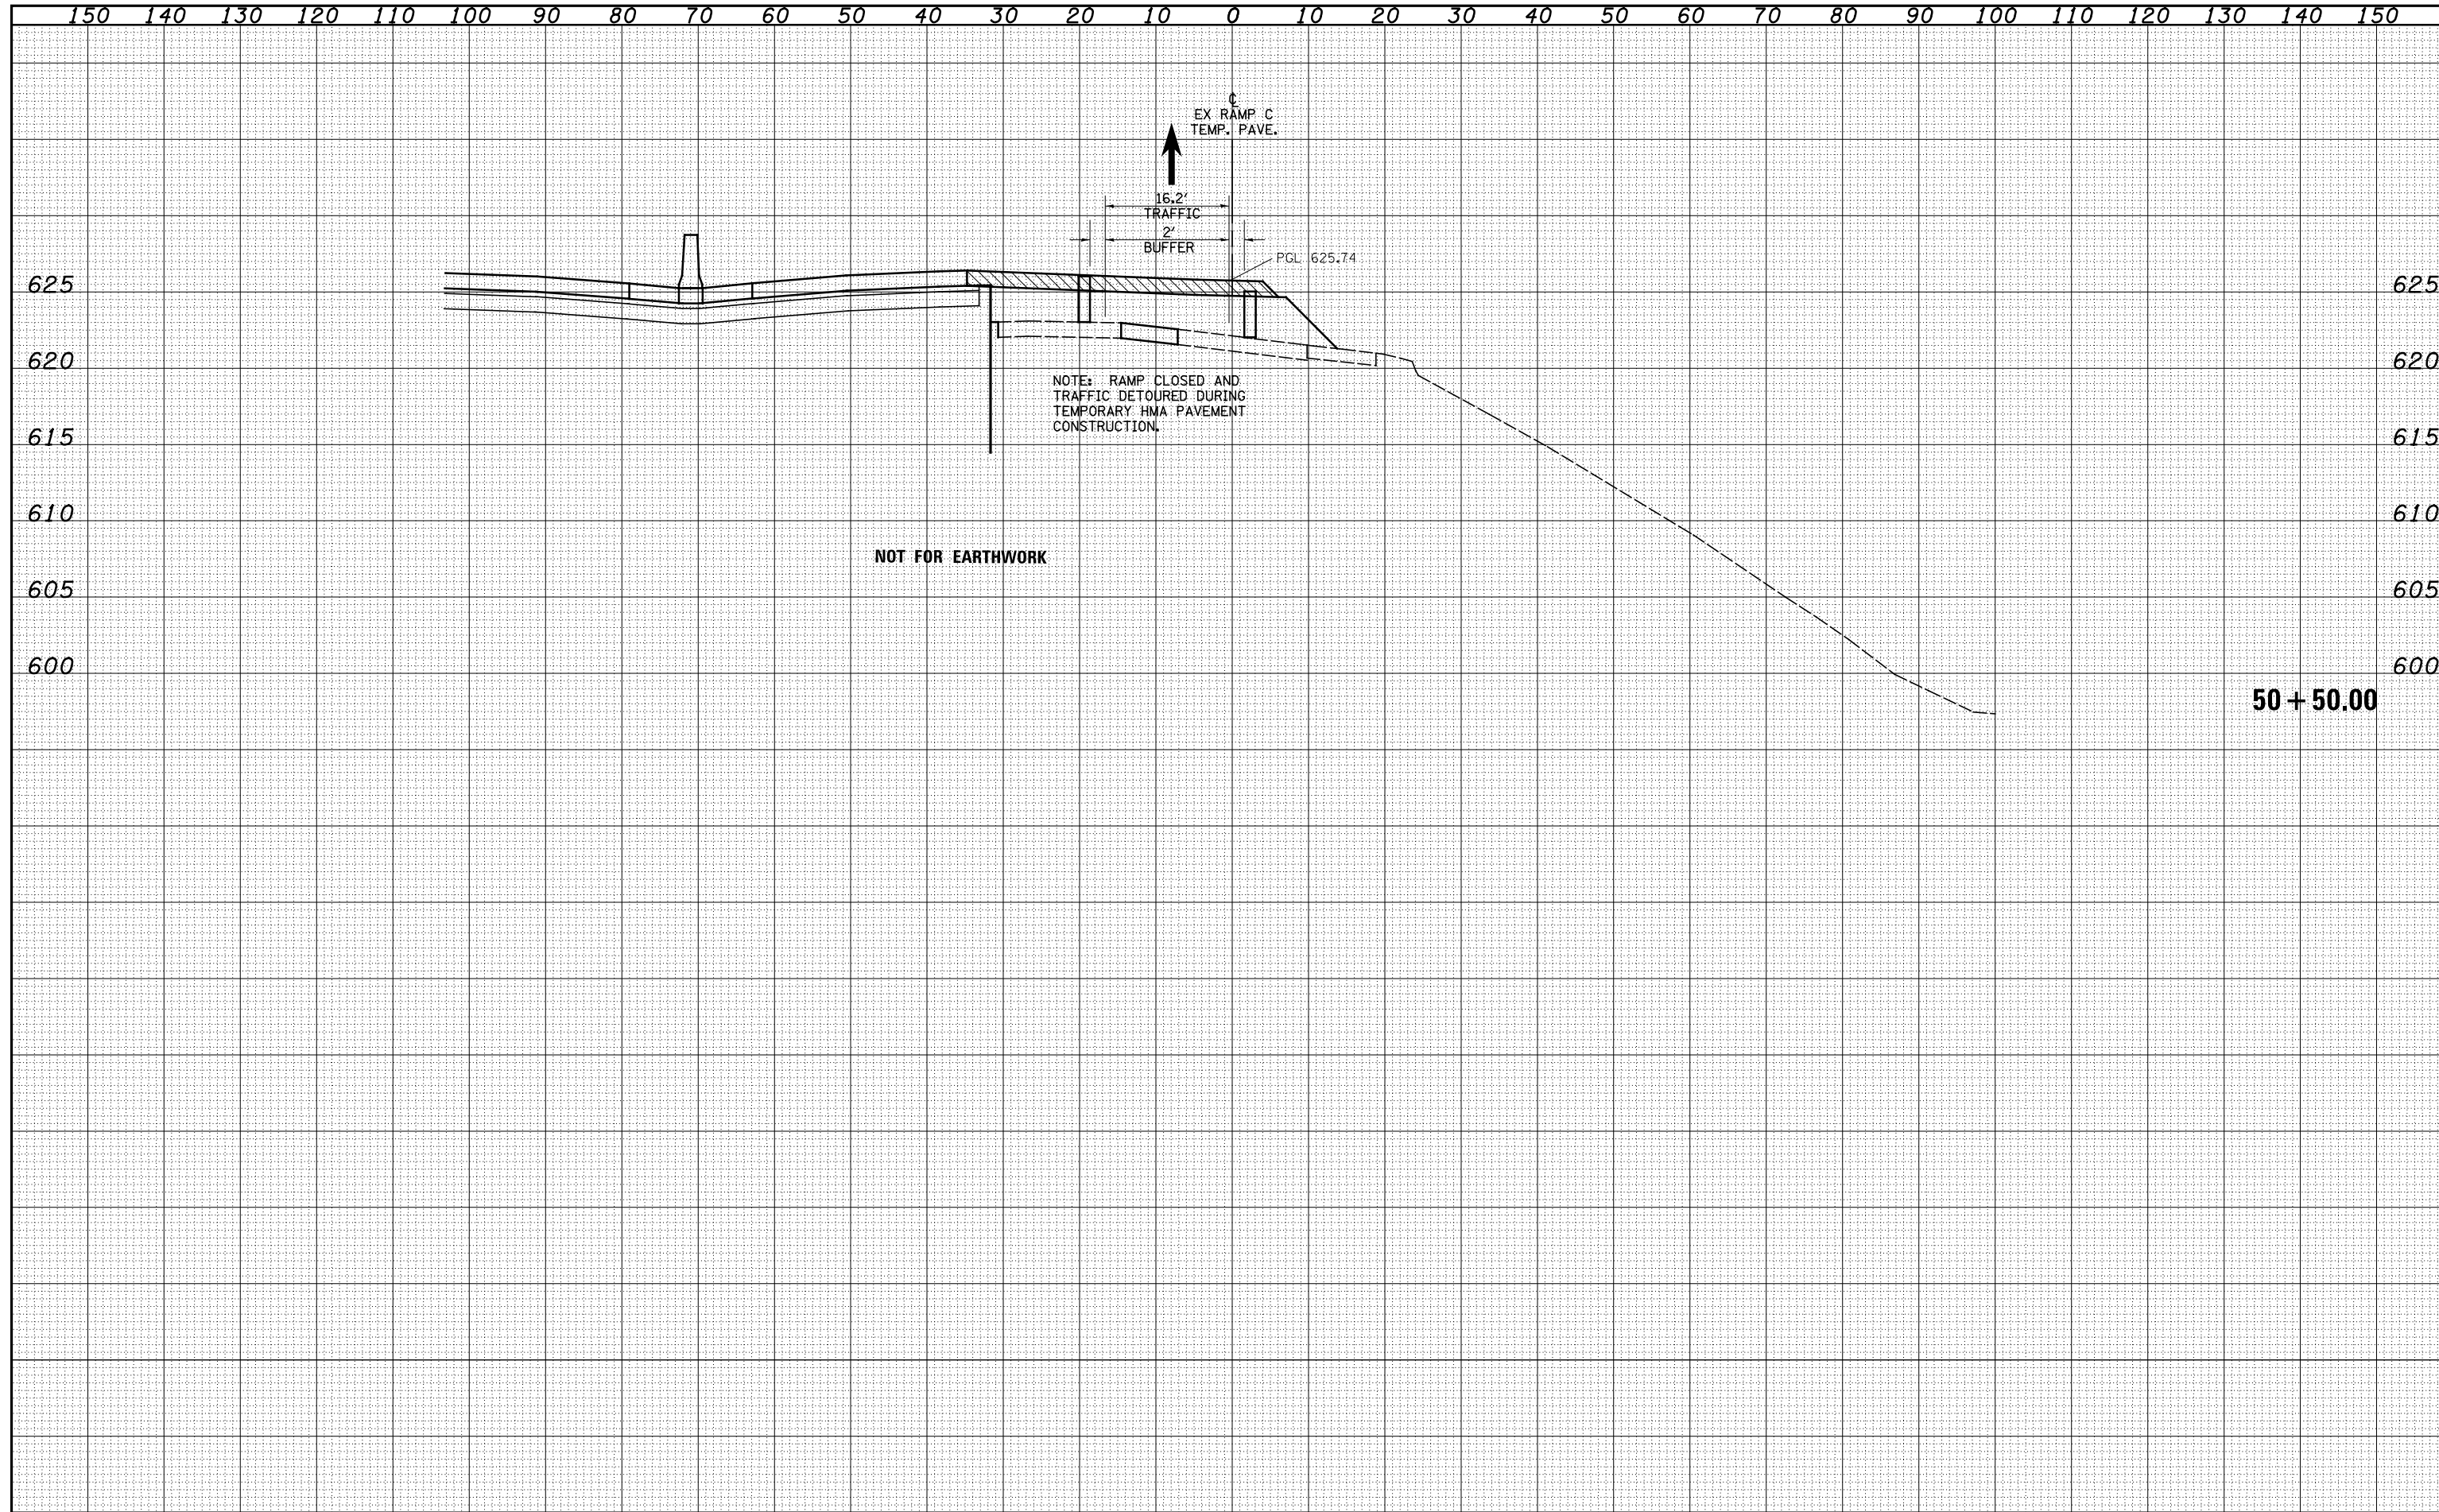 150 140 130 120 110 100 90 80 70 60 50 40 30 20 10 0 10 20 30 40 50 60 70 80 90 100 110 120 130 140 150
℄
EX RAMP C
TEMP. PAVE.
16.2'
TRAFFIC
2'
BUFFER
PGL 625.74
625 625
620 620
NOTE: RAMP CLOSED AND
TRAFFIC DETOURED DURING
TEMPORARY HMA PAVEMENT
CONSTRUCTION.
615 615
610 610
NOT FOR EARTHWORK
605 605
600 600
50 + 50.00